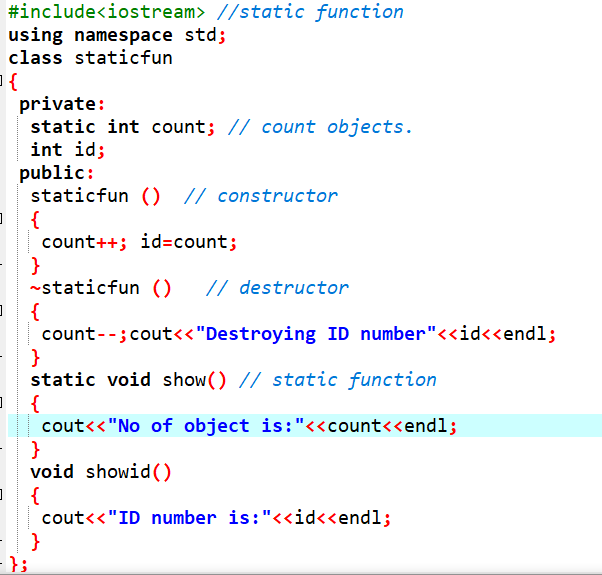 #include<iostream> //static function
using namespace std;
class staticfun
{
private:
static int count; // count objects.
int id;
public:
staticfun () // constructor
{
count++; id=count;
}
~staticfun () // destructor
{
count--;cout<<"Destroying ID number"<<id<<endl;
}
static void show() // static function
{
cout<<"No of object is:"<<count<<endl;
}
void showid()
{
cout<<"ID number is:"<<id<<endl;
}
};